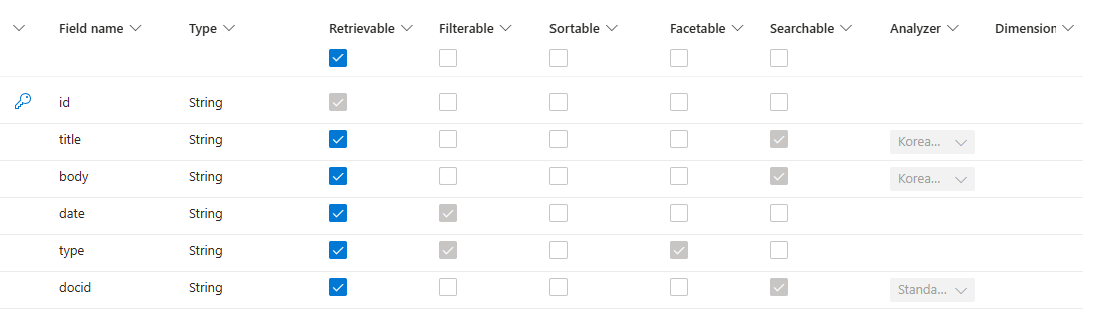 Field name Type Retrievable Filterable Sortable Facetable Searchable Analyzer Dimension
id String
title String Korea...
body String Korea...
date String
type String
docid String Standa...